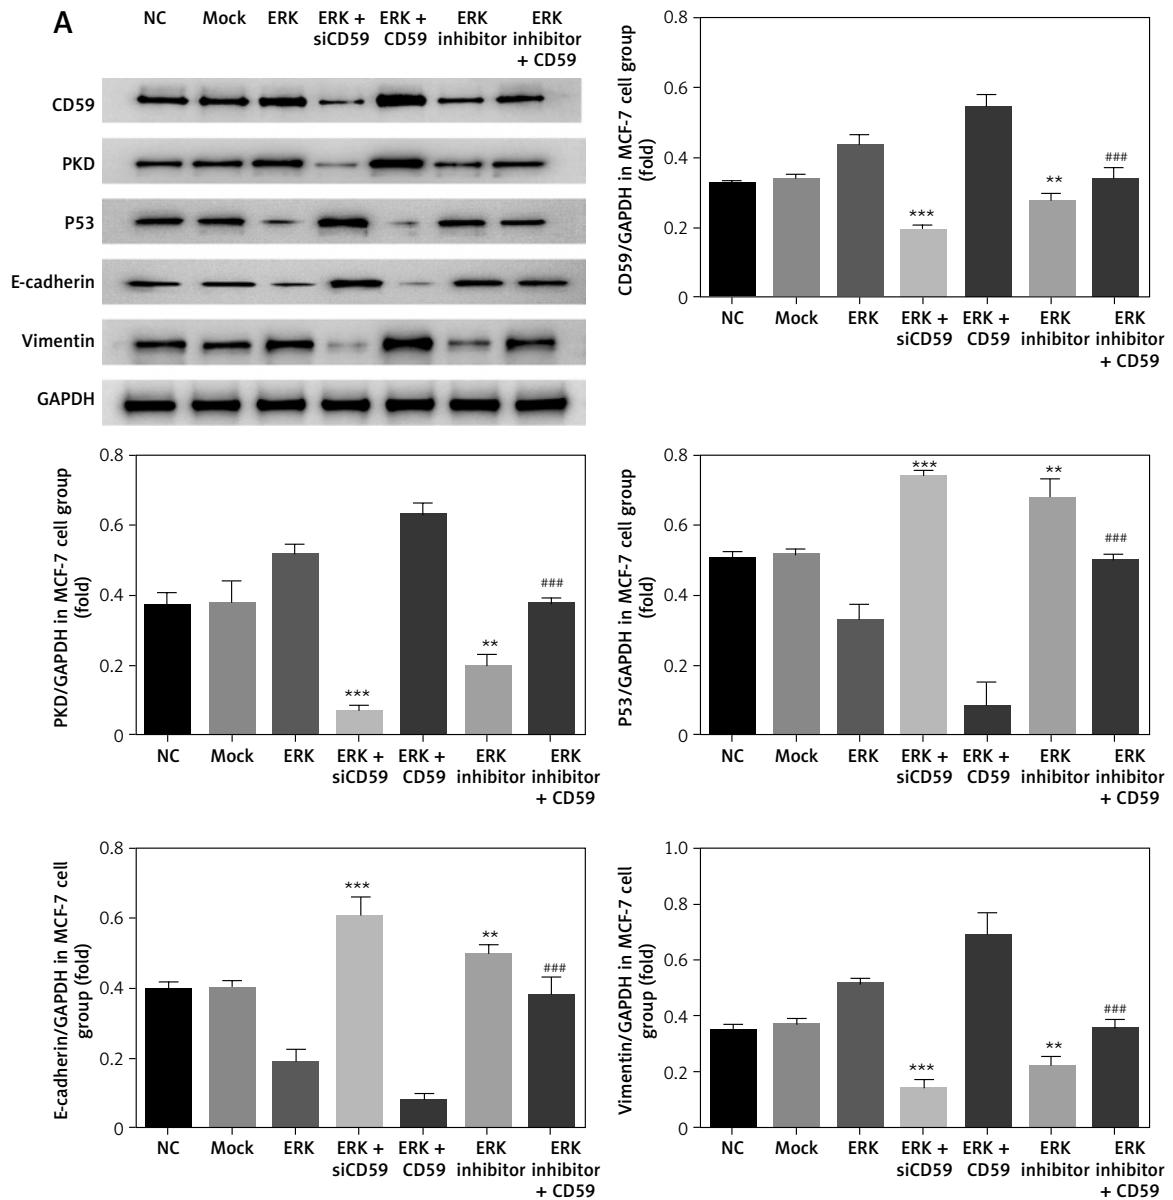 A
NC Mock ERK ERK + siCD59 ERK + CD59 ERK inhibitor ERK inhibitor + CD59
CD59
PKD
P53
E-cadherin
Vimentin
GAPDH
CD59/GAPDH in MCF-7 cell group
(fold)
0.8
0.6
0.4
0.2
0
***
**
###
NC Mock ERK ERK + siCD59 ERK + CD59 ERK inhibitor ERK inhibitor + CD59
PKD/GAPDH in MCF-7 cell group
(fold)
0.8
0.6
0.4
0.2
0
***
**
###
NC Mock ERK ERK + siCD59 ERK + CD59 ERK inhibitor ERK inhibitor + CD59
P53/GAPDH in MCF-7 cell group
(fold)
0.8
0.6
0.4
0.2
0
***
**
###
NC Mock ERK ERK + siCD59 ERK + CD59 ERK inhibitor ERK inhibitor + CD59
E-cadherin/GAPDH in MCF-7 cell
group (fold)
0.8
0.6
0.4
0.2
0
***
**
###
NC Mock ERK ERK + siCD59 ERK + CD59 ERK inhibitor ERK inhibitor + CD59
Vimentin/GAPDH in MCF-7 cell
group (fold)
1.0
0.8
0.6
0.4
0.2
0
***
**
###
NC Mock ERK ERK + siCD59 ERK + CD59 ERK inhibitor ERK inhibitor + CD59